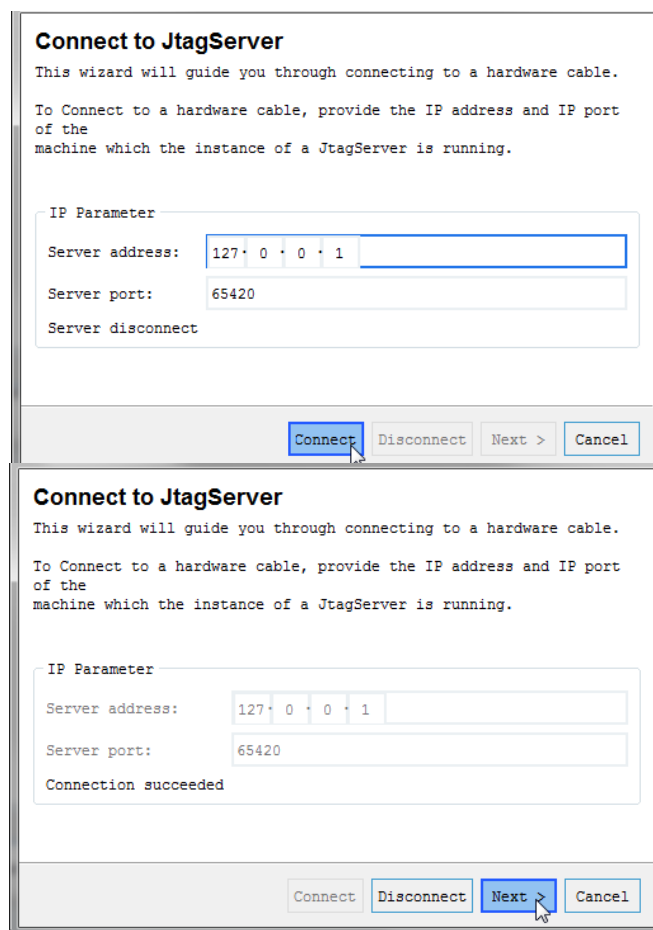 Connect to JtagServer
This wizard will guide you through connecting to a hardware cable.
To Connect to a hardware cable, provide the IP address and IP port
of the
machine which the instance of a JtagServer is running.
IP Parameter
Server address: 127 · 0 · 0 · 1
Server port: 65420
Server disconnect
Connect Disconnect Next > Cancel
Connect to JtagServer
This wizard will guide you through connecting to a hardware cable.
To Connect to a hardware cable, provide the IP address and IP port
of the
machine which the instance of a JtagServer is running.
IP Parameter
Server address: 127 · 0 · 0 · 1
Server port: 65420
Connection succeeded
Connect Disconnect Next > Cancel